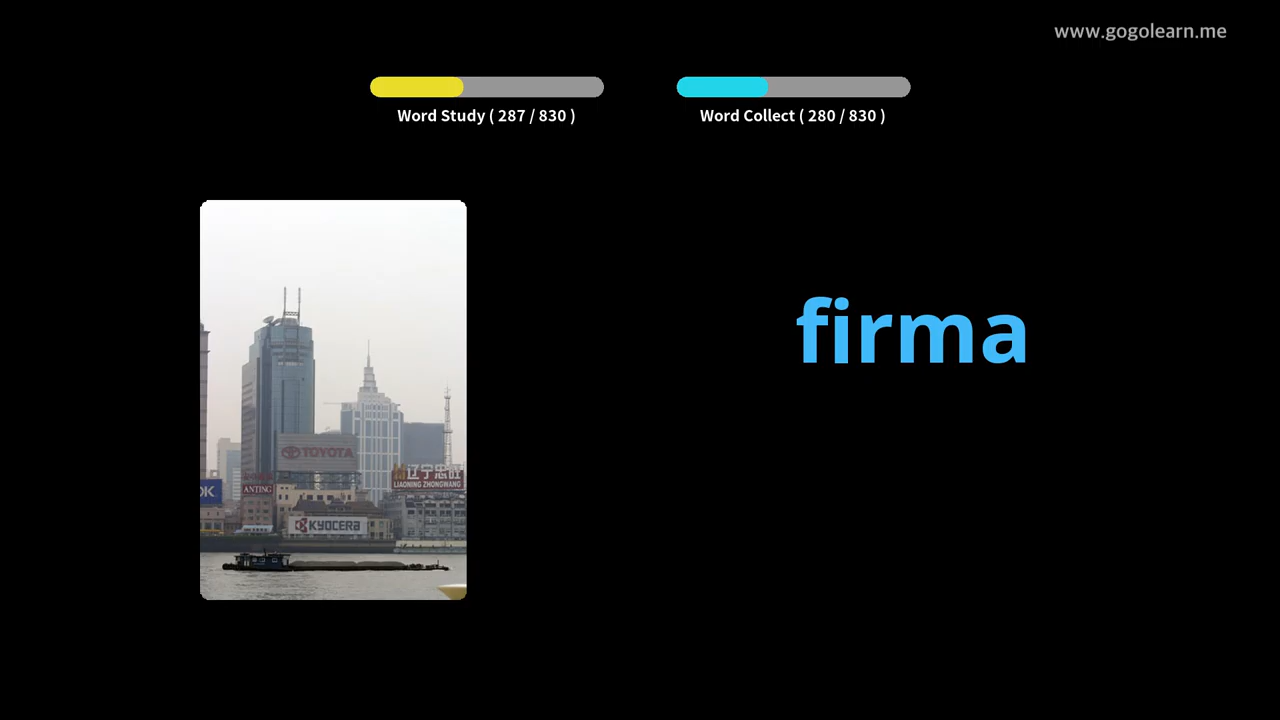 www.gogolearn.me
Word Study ( 287 / 830 )
Word Collect ( 280 / 830 )
firma
TOYOTA
辽宁忠旺
LIAONING ZHONGWANG
OK
ANTING
KYOCERA